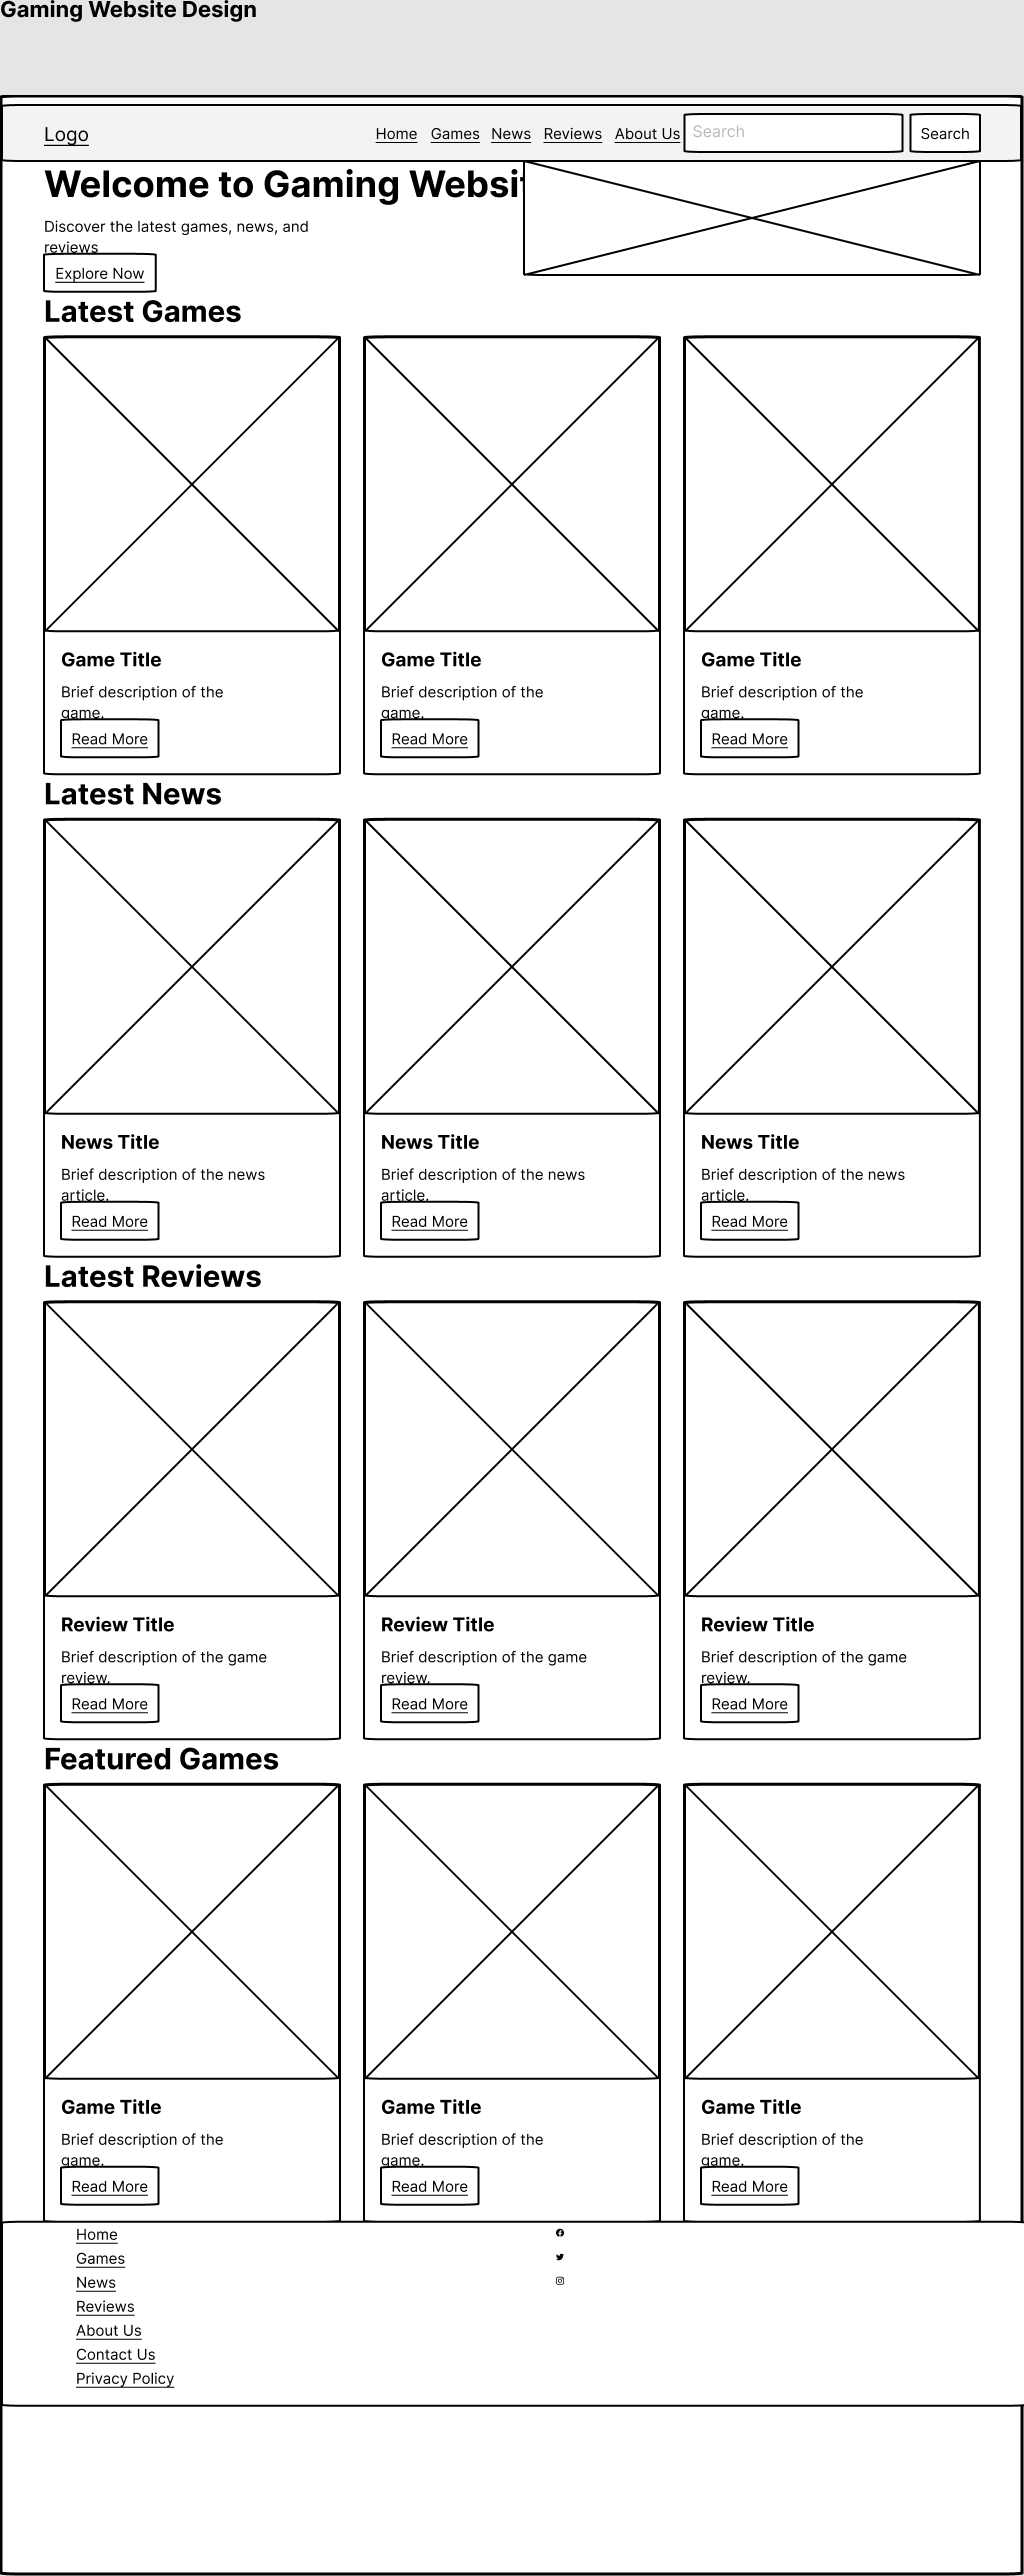 Gaming Website Design
Logo
Home Games News Reviews About Us Search Search
Welcome to Gaming Websi
Discover the latest games, news, and
reviews
Explore Now
Latest Games
Game Title
Brief description of the
game.
Read More
Game Title
Brief description of the
game.
Read More
Game Title
Brief description of the
game.
Read More
Latest News
News Title
Brief description of the news
article.
Read More
News Title
Brief description of the news
article.
Read More
News Title
Brief description of the news
article.
Read More
Latest Reviews
Review Title
Brief description of the game
review.
Read More
Review Title
Brief description of the game
review.
Read More
Review Title
Brief description of the game
review.
Read More
Featured Games
Game Title
Brief description of the
game.
Read More
Game Title
Brief description of the
game.
Read More
Game Title
Brief description of the
game.
Read More
Home
Games
News
Reviews
About Us
Contact Us
Privacy Policy